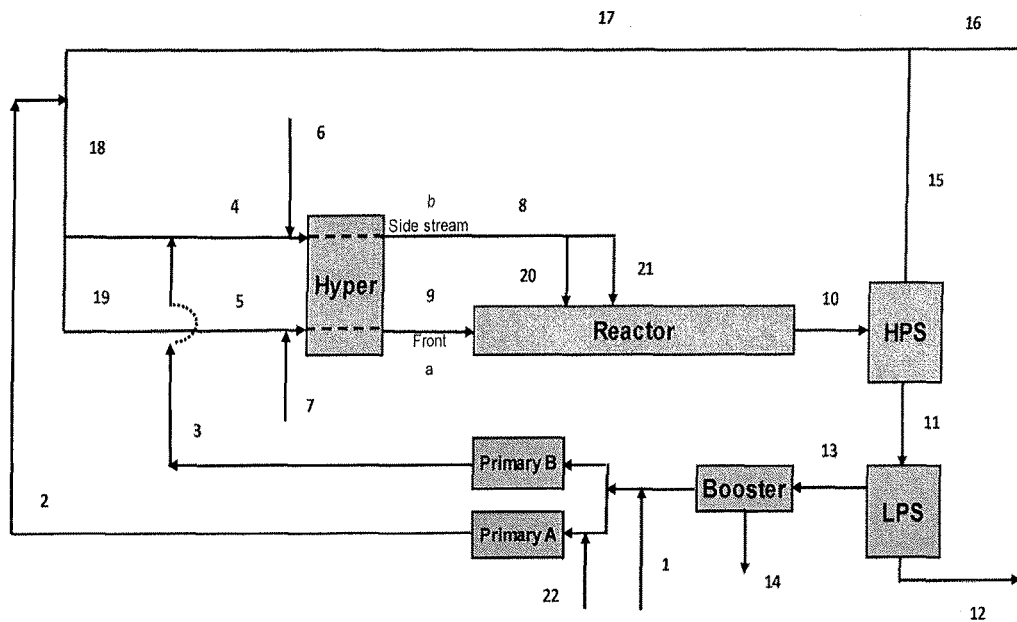 17
16
18
6
15
4
b
8
Side stream
Hyper
20
21
19
5
9
10
Reactor
HPS
Front
a
7
3
11
13
Primary B
Booster
LPS
2
Primary A
1
14
22
12